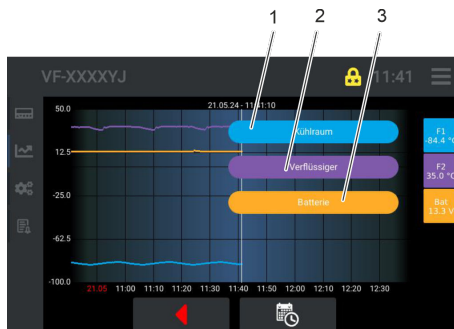 1 2 3
VF-XXXXYJ 11:41
21.05.24 - 11:41:10
50.0
Kühlraum
F1
-84.4 °C
12.5
Verflüssiger
F2
35.0 °C
-25.0
Batterie
Bat
13.3 V
-62.5
-100.0
21.05 11:00 11:10 11:20 11:30 11:40 11:50 12:00 12:10 12:20 12:30